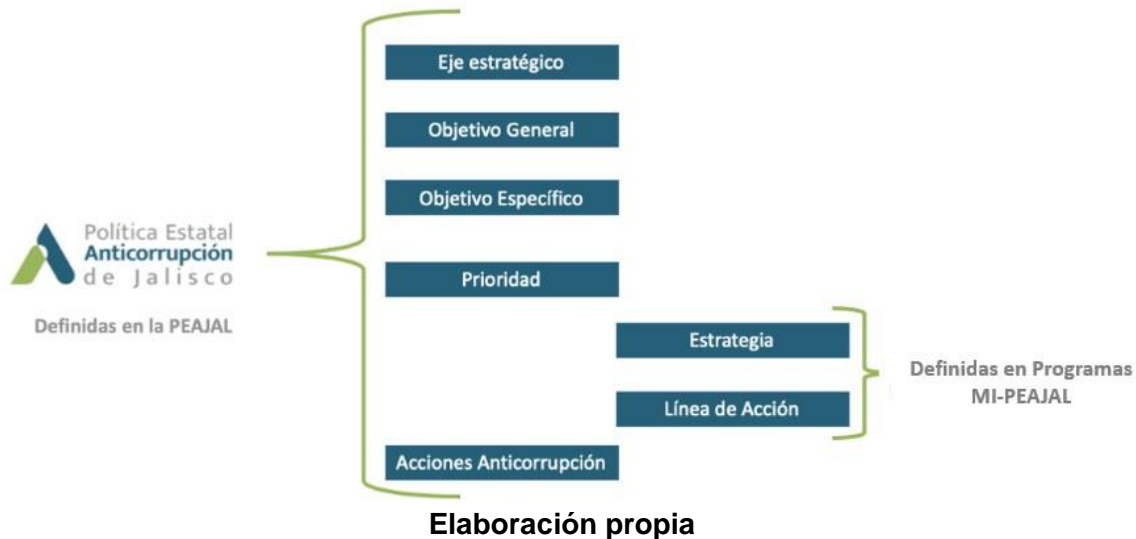 Eje estratégico
Objetivo General
Objetivo Específico
Política Estatal
Anticorrupción
de Jalisco
Definidas en la PEAJAL
Prioridad
Estrategia
Línea de Acción
Definidas en Programas
MI-PEAJAL
Acciones Anticorrupción
Elaboración propia